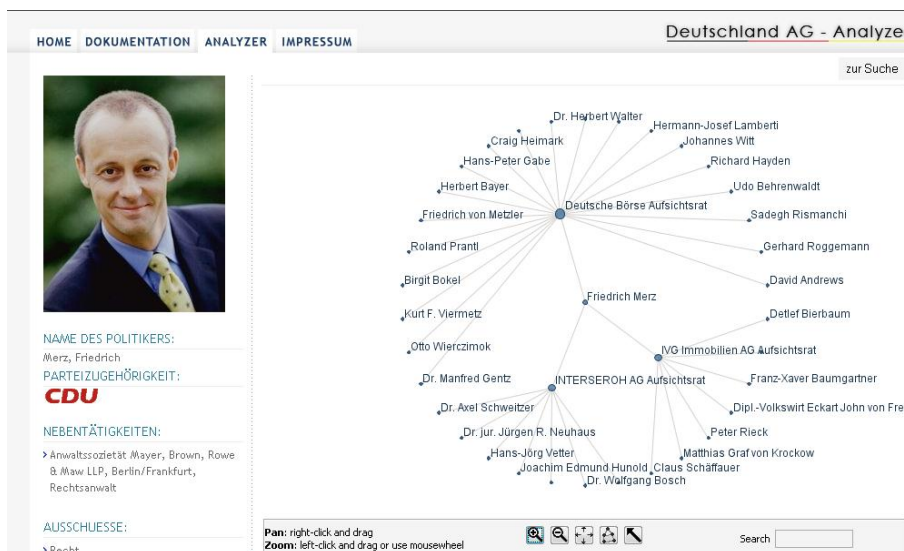 HOME DOKUMENTATION ANALYZER IMPRESSUM
Deutschland AG - Analyze
zur Suche
NAME DES POLITIKERS:
Merz, Friedrich
PARTEIZUGEHÖRIGKEIT:
CDU
NEBENTÄTIGKEITEN:
Anwaltssozietät Mayer, Brown, Rowe
& Maw LLP, Berlin/Frankfurt,
Rechtsanwalt
AUSSCHUESSE:
Recht
Dr. Herbert Walter
Hermann-Josef Lamberti
Craig Heimark
Johannes Witt
Hans-Peter Gabe
Richard Hayden
Herbert Bayer
Udo Behrenwaldt
Deutsche Börse Aufsichtsrat
Friedrich von Metzler
Sadegh Rismanchi
Roland Prantl
Gerhard Roggemann
Birgit Bokel
David Andrews
Friedrich Merz
Kurt F. Viermetz
Detlef Bierbaum
Otto Wierczimok
IVG Immobilien AG Aufsichtsrat
Dr. Manfred Gentz
INTERSEROH AG Aufsichtsrat
Franz-Xaver Baumgartner
Dr. Axel Schweitzer
Dipl.-Volkswirt Eckart John von Fre
Dr. jur. Jürgen R. Neuhaus
Peter Rieck
Hans-Jörg Vetter
Matthias Graf von Krockow
Joachim Edmund Hunold
Claus Schäffauer
Dr. Wolfgang Bosch
Pan: right-click and drag
Zoom: left-click and drag or use mousewheel
Search